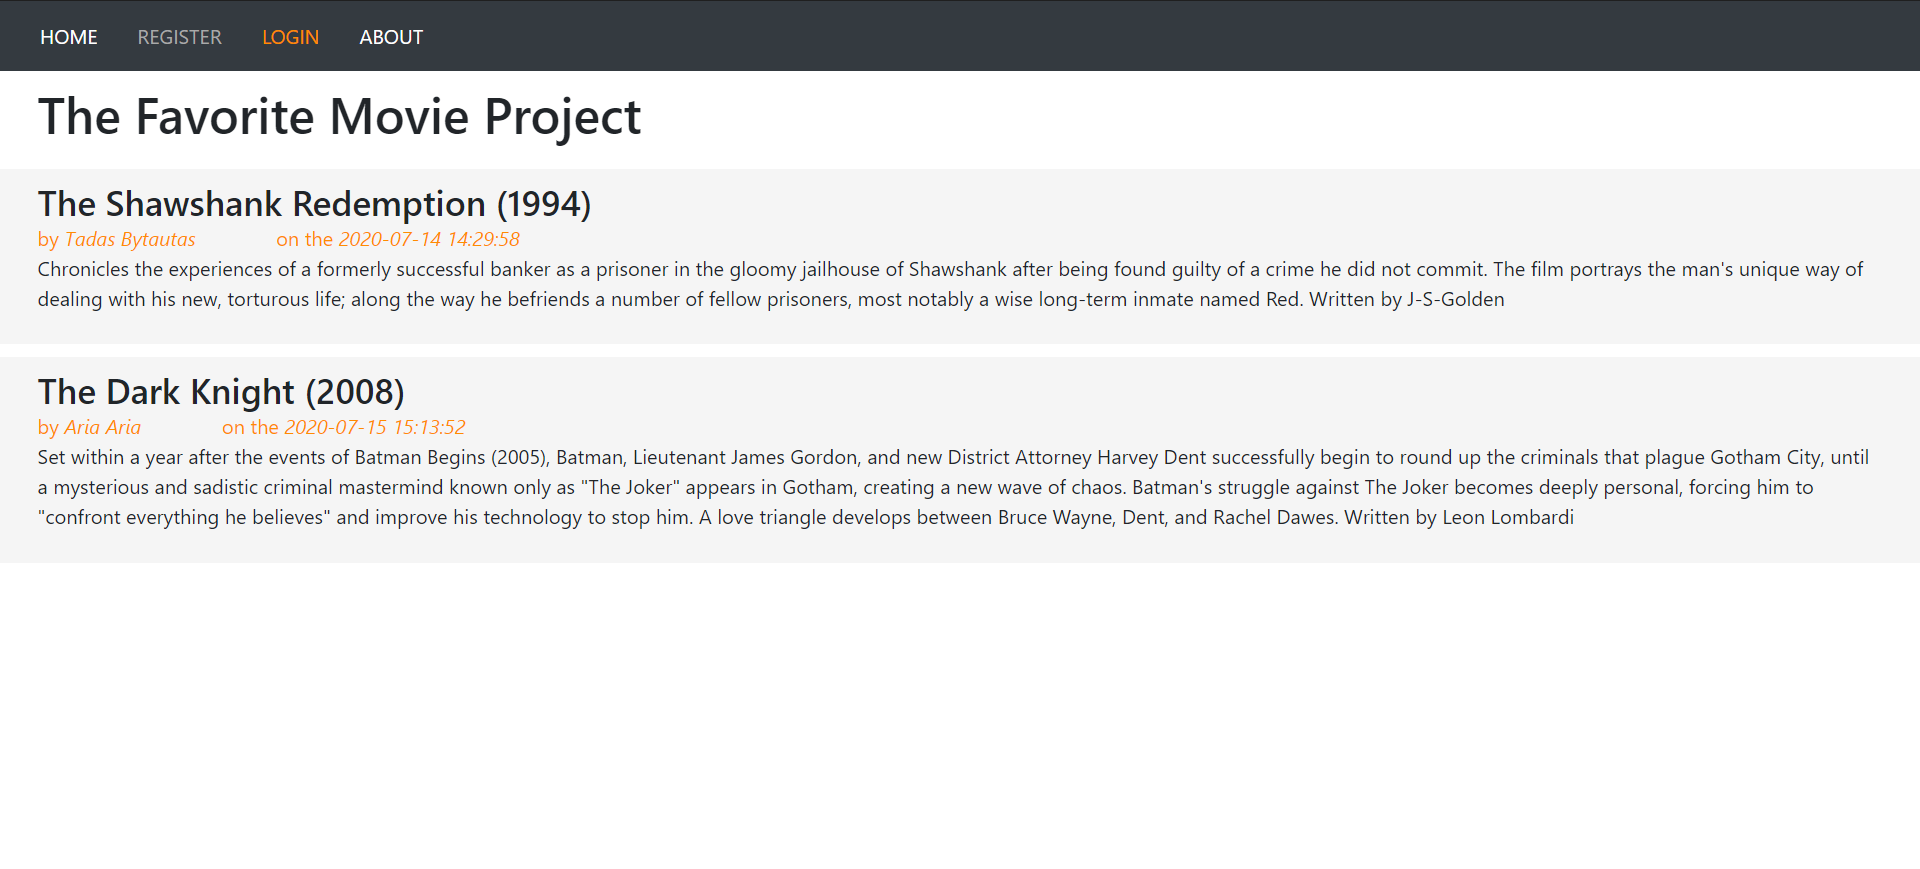 HOME REGISTER LOGIN ABOUT
The Favorite Movie Project
The Shawshank Redemption (1994)
by Tadas Bytautas on the 2020-07-14 14:29:58
Chronicles the experiences of a formerly successful banker as a prisoner in the gloomy jailhouse of Shawshank after being found guilty of a crime he did not commit. The film portrays the man's unique way of
dealing with his new, torturous life; along the way he befriends a number of fellow prisoners, most notably a wise long-term inmate named Red. Written by J-S-Golden
The Dark Knight (2008)
by Aria Aria on the 2020-07-15 15:13:52
Set within a year after the events of Batman Begins (2005), Batman, Lieutenant James Gordon, and new District Attorney Harvey Dent successfully begin to round up the criminals that plague Gotham City, until
a mysterious and sadistic criminal mastermind known only as "The Joker" appears in Gotham, creating a new wave of chaos. Batman's struggle against The Joker becomes deeply personal, forcing him to
"confront everything he believes" and improve his technology to stop him. A love triangle develops between Bruce Wayne, Dent, and Rachel Dawes. Written by Leon Lombardi